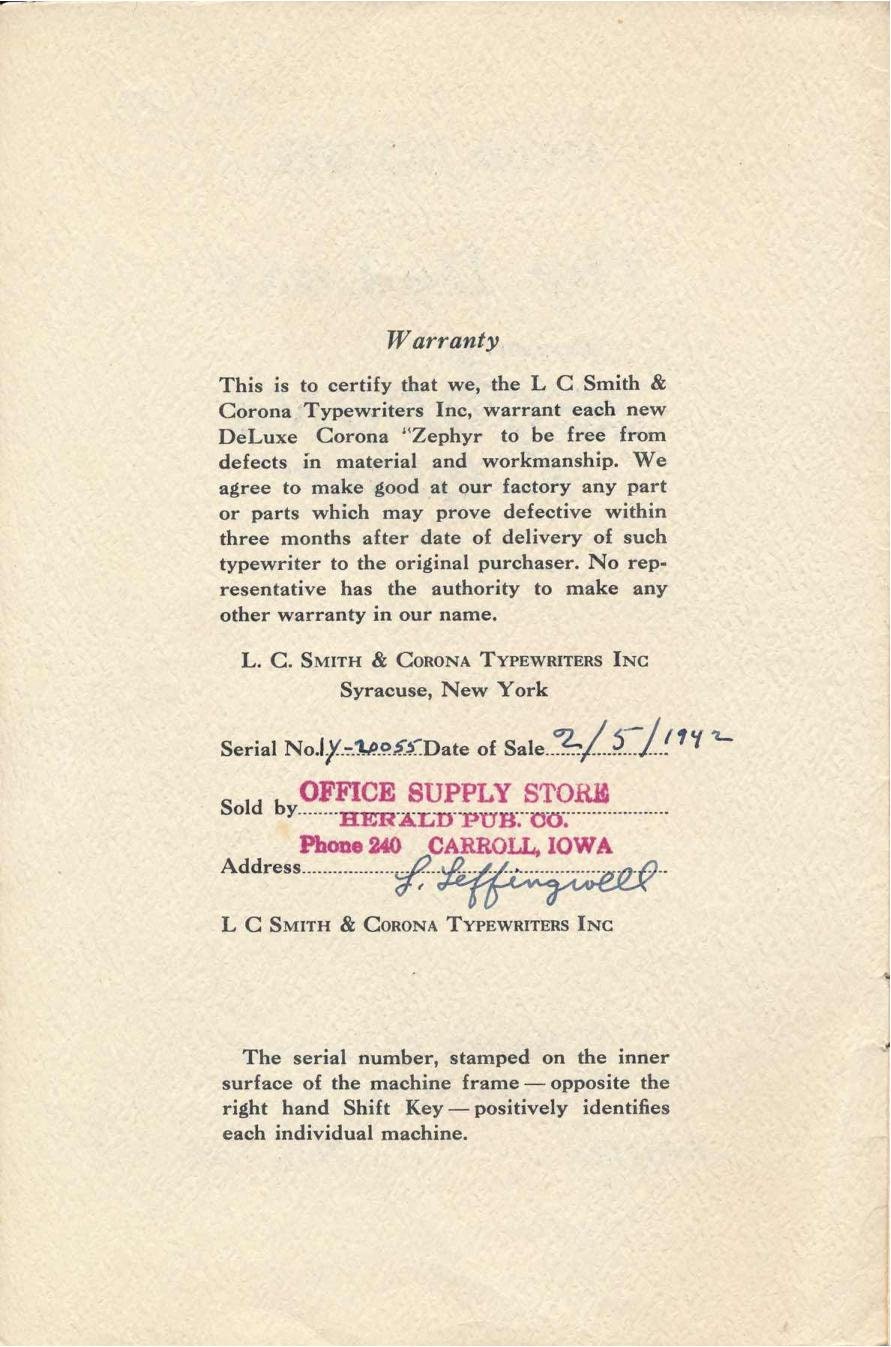 Warranty
This is to certify that we, the L C Smith &
Corona Typewriters Inc, warrant each new
DeLuxe Corona "Zephyr to be free from
defects in material and workmanship. We
agree to make good at our factory any part
or parts which may prove defective within
three months after date of delivery of such
typewriter to the original purchaser. No rep-
resentative has the authority to make any
other warranty in our name.
L. C. SMITH & CORONA TYPEWRITERS INC
Syracuse, New York
Serial No. 1Y-20055 Date of Sale 2/5/1942
OFFICE SUPPLY STORE
Sold by
HERALD PUB. CO.
Phone 240 CARROLL, IOWA
Address
L. Leffingwell
L C SMITH & CORONA TYPEWRITERS INC
The serial number, stamped on the inner
surface of the machine frame — opposite the
right hand Shift Key — positively identifies
each individual machine.